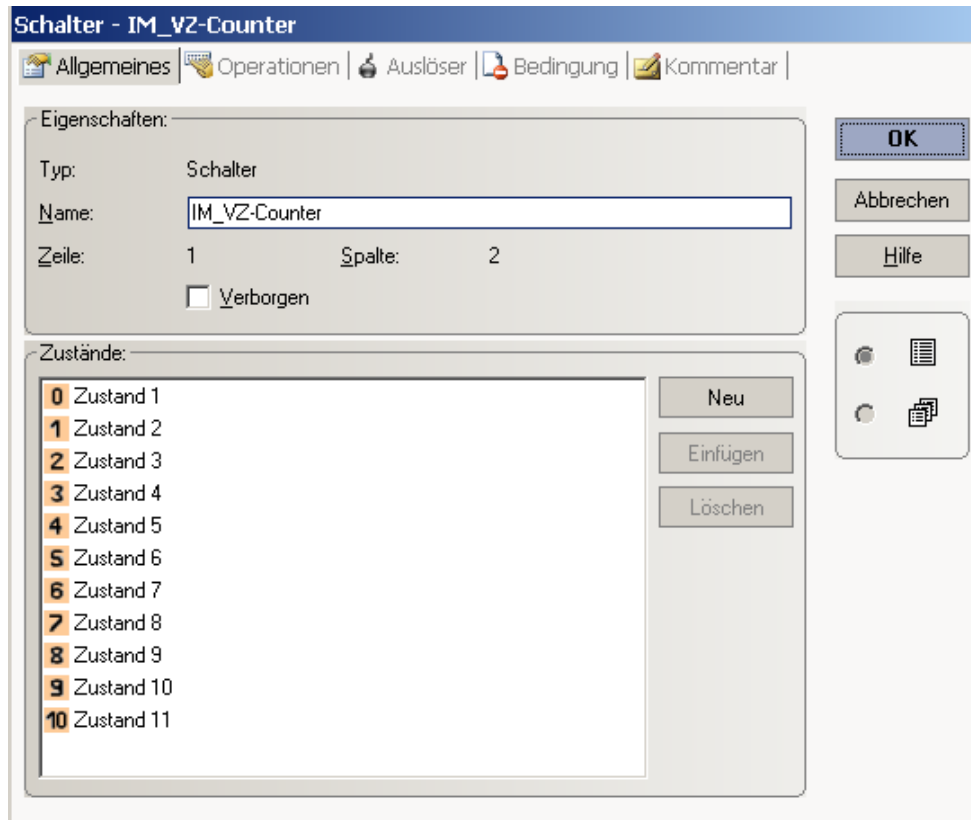 Schalter - IM_VZ-Counter
Allgemeines Operationen Auslöser Bedingung Kommentar
Eigenschaften:
Typ: Schalter
Name: IM_VZ-Counter
Zeile: 1 Spalte: 2
Verborgen
OK
Abbrechen
Hilfe
Zustände:
0 Zustand 1
1 Zustand 2
2 Zustand 3
3 Zustand 4
4 Zustand 5
5 Zustand 6
6 Zustand 7
7 Zustand 8
8 Zustand 9
9 Zustand 10
10 Zustand 11
Neu
Einfügen
Löschen